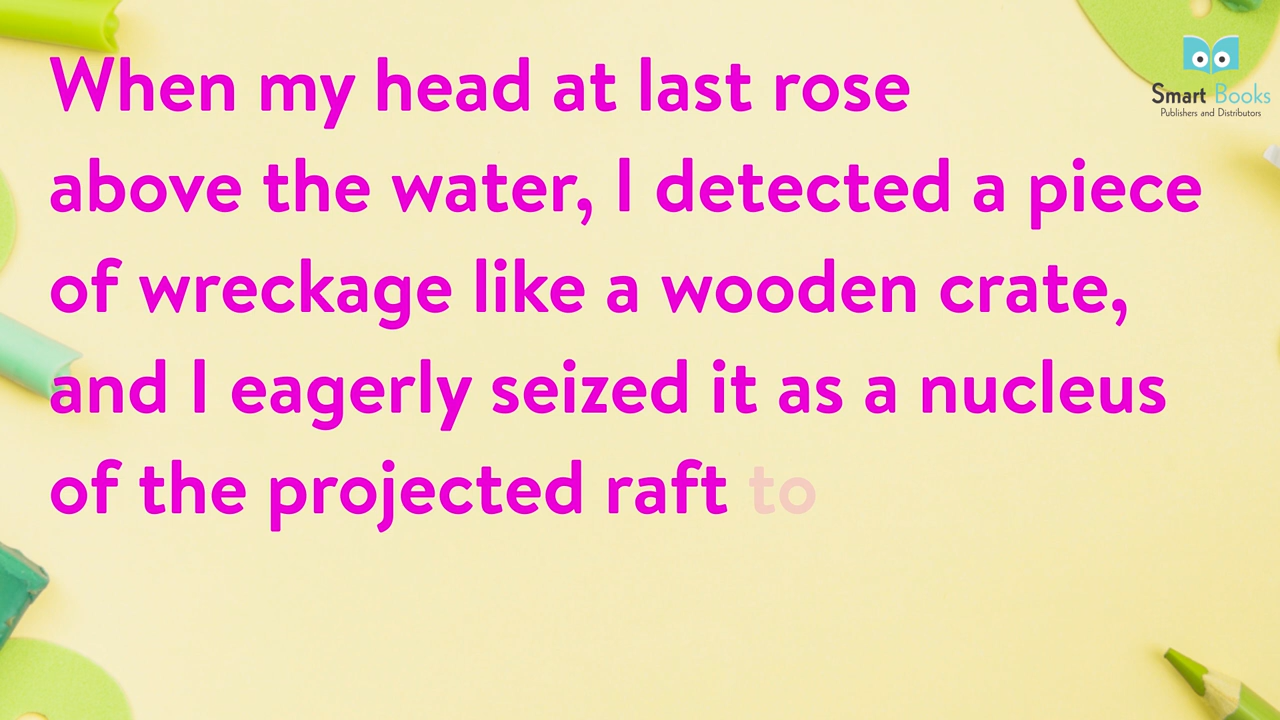 When my head at last rose
above the water, I detected a piece
of wreckage like a wooden crate,
and I eagerly seized it as a nucleus
of the projected raft to
Smart Books
Publishers and Distributors